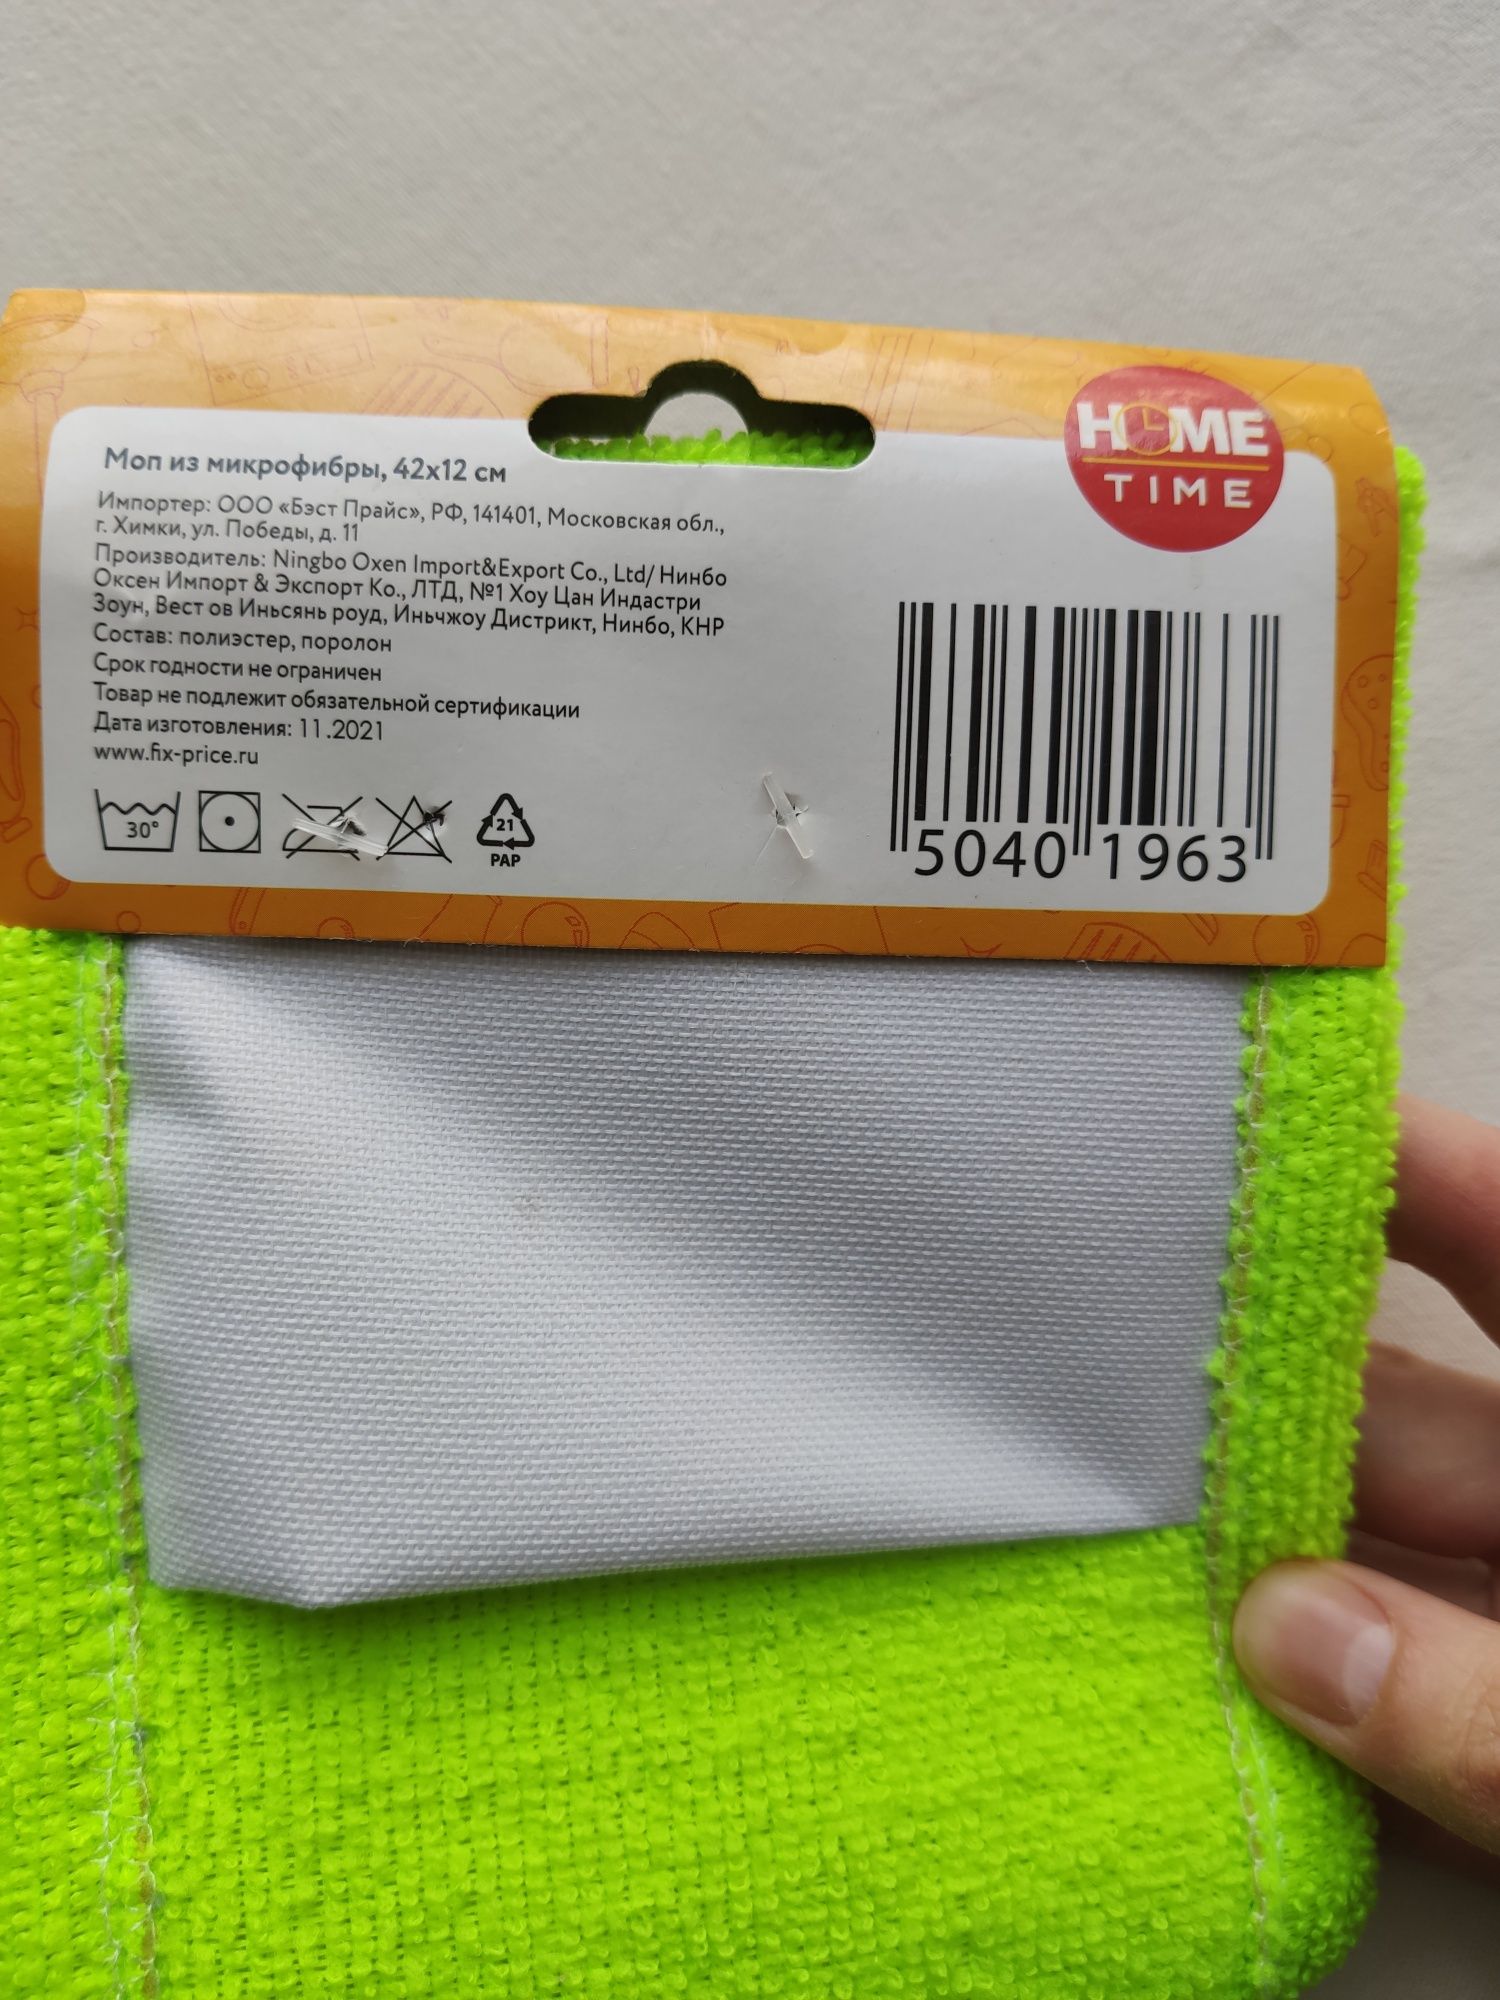 HOME
TIME
Моп из микрофибры, 42х12 см
Импортер: ООО «Бэст Прайс», РФ, 141401, Московская обл.,
г. Химки, ул. Победы, д. 11
Производитель: Ningbo Oxen Import&Export Co., Ltd/ Нинбо
Оксен Импорт & Экспорт Ко., ЛТД, №1 Хоу Цан Индастри
Зоун, Вест ов Иньсянь роуд, Иньчжоу Дистрикт, Нинбо, КНР
Состав: полиэстер, поролон
Срок годности не ограничен
Товар не подлежит обязательной сертификации
Дата изготовления: 11.2021
www.fix-price.ru
30°
21
PAP
5040 1963